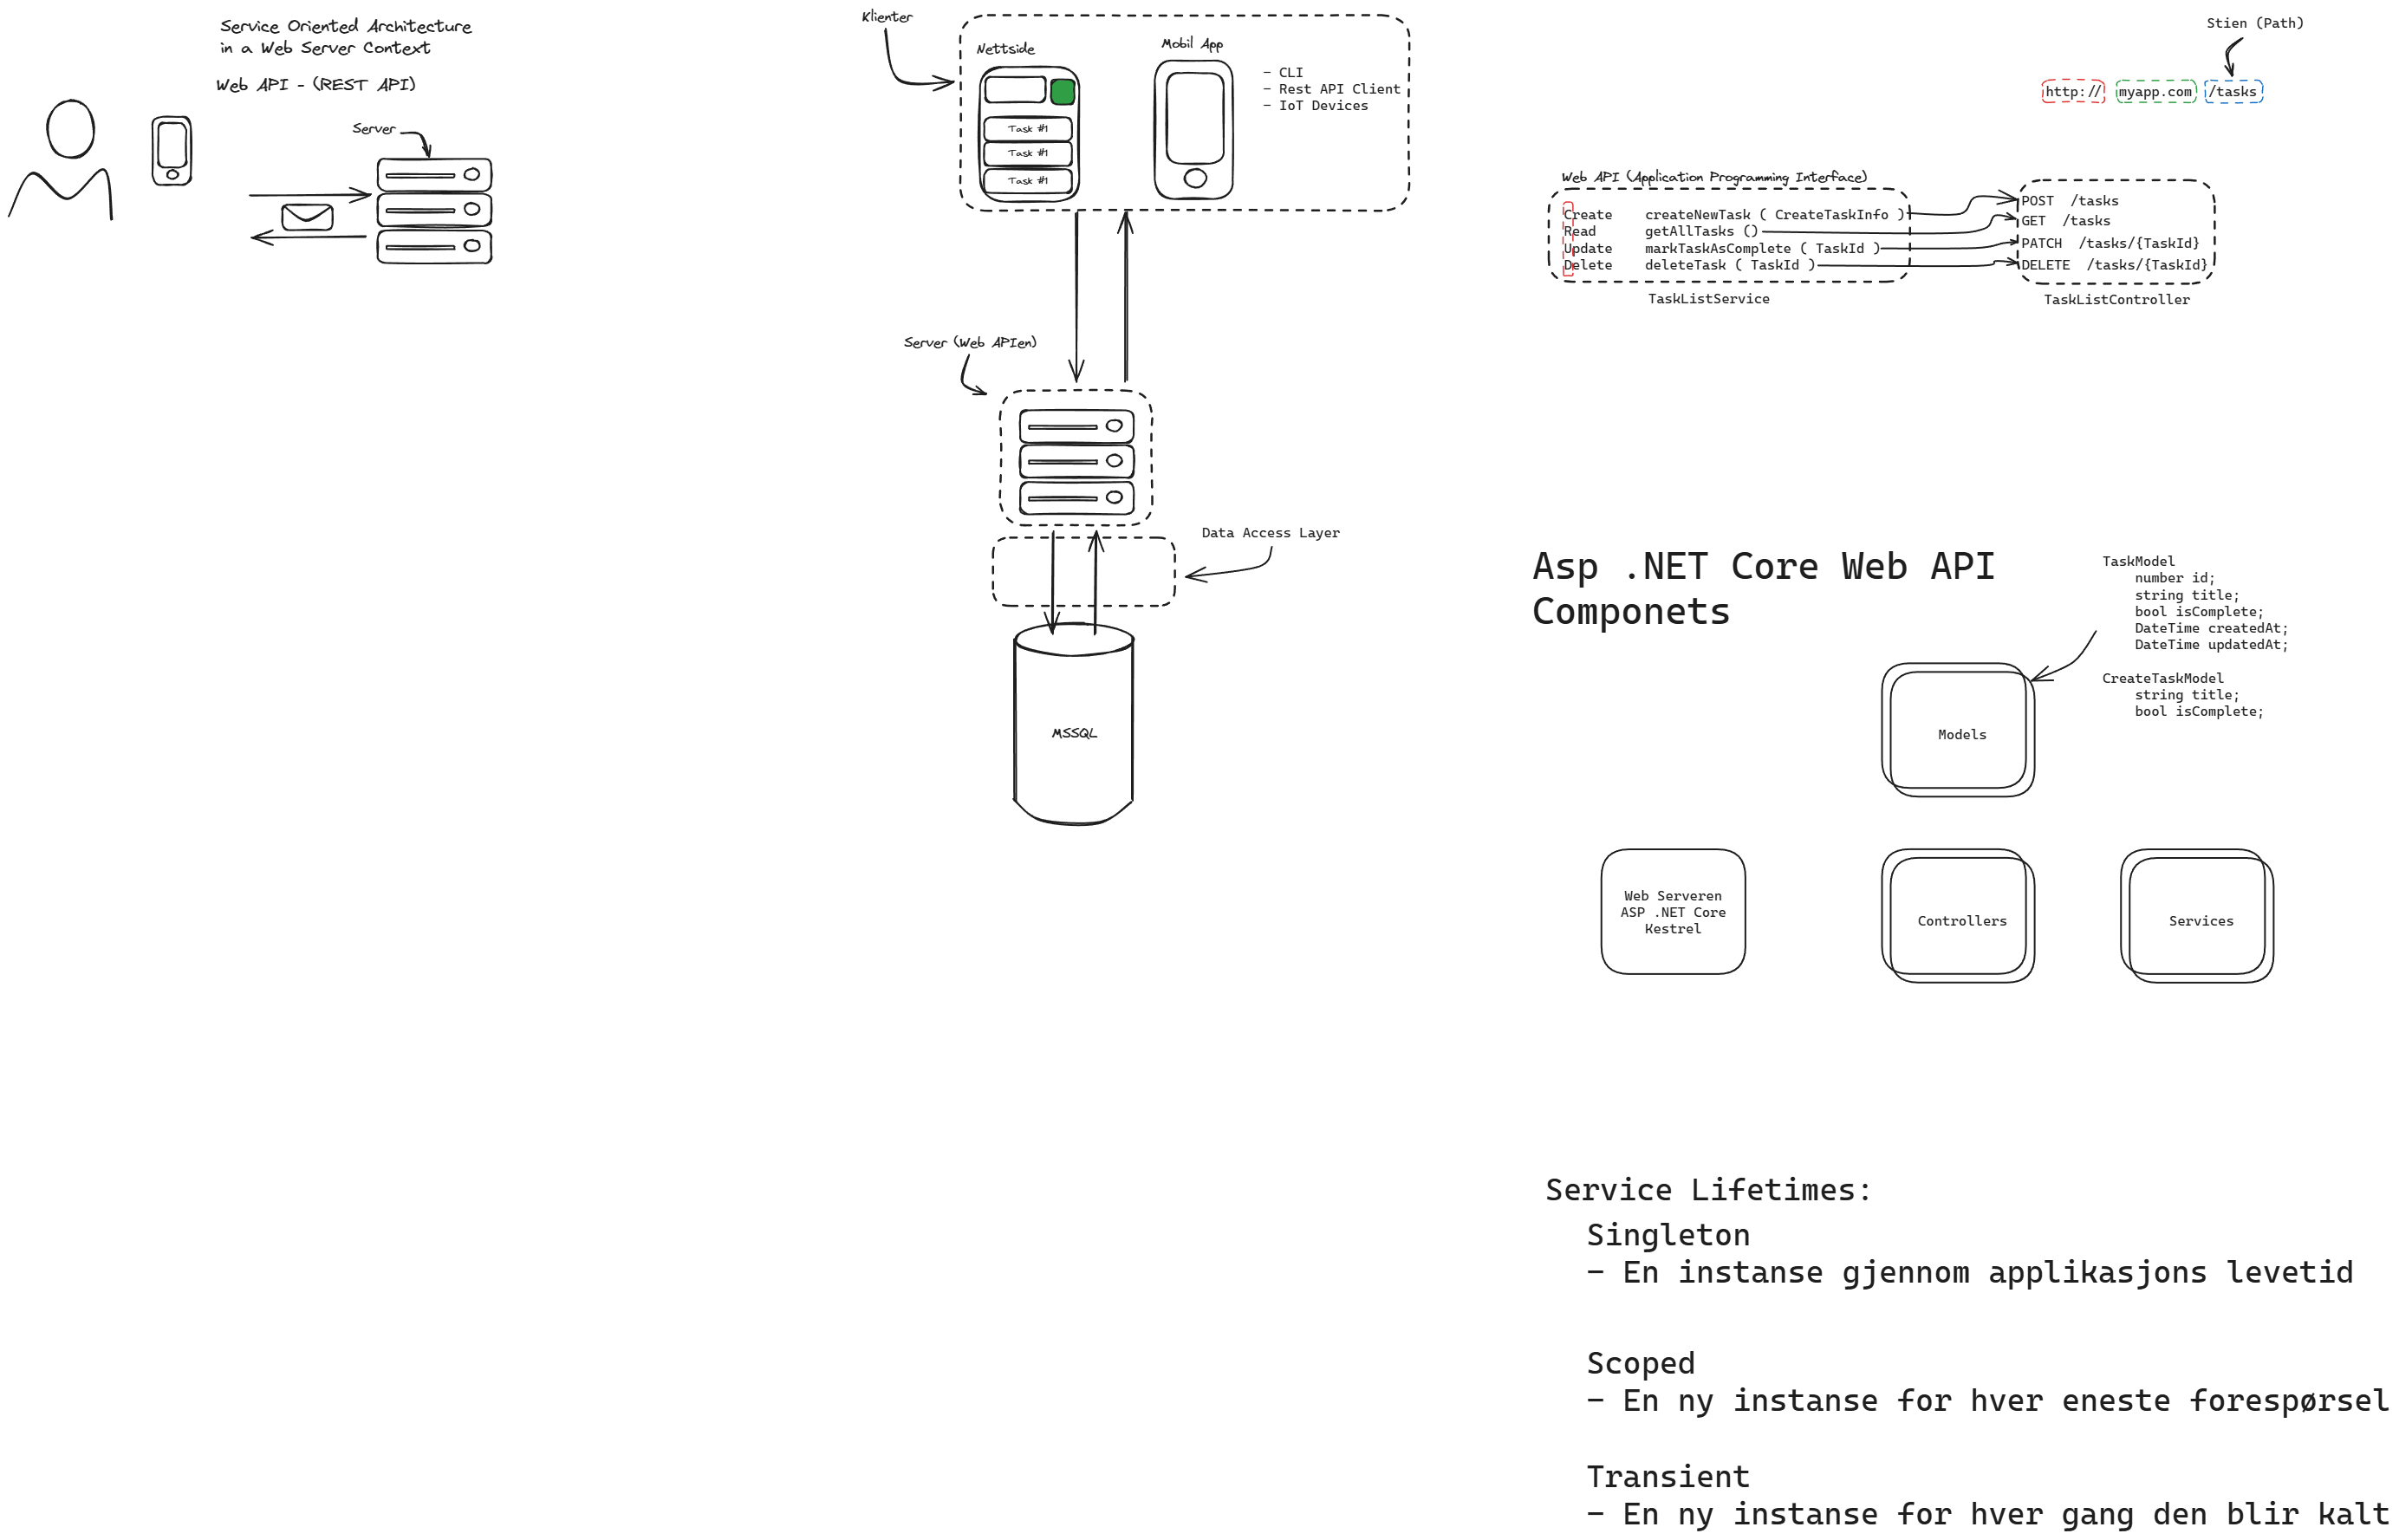 Service Oriented Architecture
in a Web Server Context
Web API - (REST API)
Server
Klienter
Nettside
Mobil App
Task #1
Task #1
Task #1
- CLI
- Rest API Client
- IoT Devices
Server (Web APIen)
Data Access Layer
MSSQL
Stien (Path)
http:// myapp.com /tasks
Web API (Application Programming Interface)
Create createNewTask ( CreateTaskInfo )
Read getAllTasks ()
Update markTaskAsComplete ( TaskId )
Delete deleteTask ( TaskId )
TaskListService
POST /tasks
GET /tasks
PATCH /tasks/{TaskId}
DELETE /tasks/{TaskId}
TaskListController
Asp .NET Core Web API
Componets
TaskModel
number id;
string title;
bool isComplete;
DateTime createdAt;
DateTime updatedAt;
CreateTaskModel
string title;
bool isComplete;
Models
Web Serveren
ASP .NET Core
Kestrel
Controllers
Services
Service Lifetimes:
Singleton
- En instanse gjennom applikasjons levetid
Scoped
- En ny instanse for hver eneste forespørsel
Transient
- En ny instanse for hver gang den blir kalt